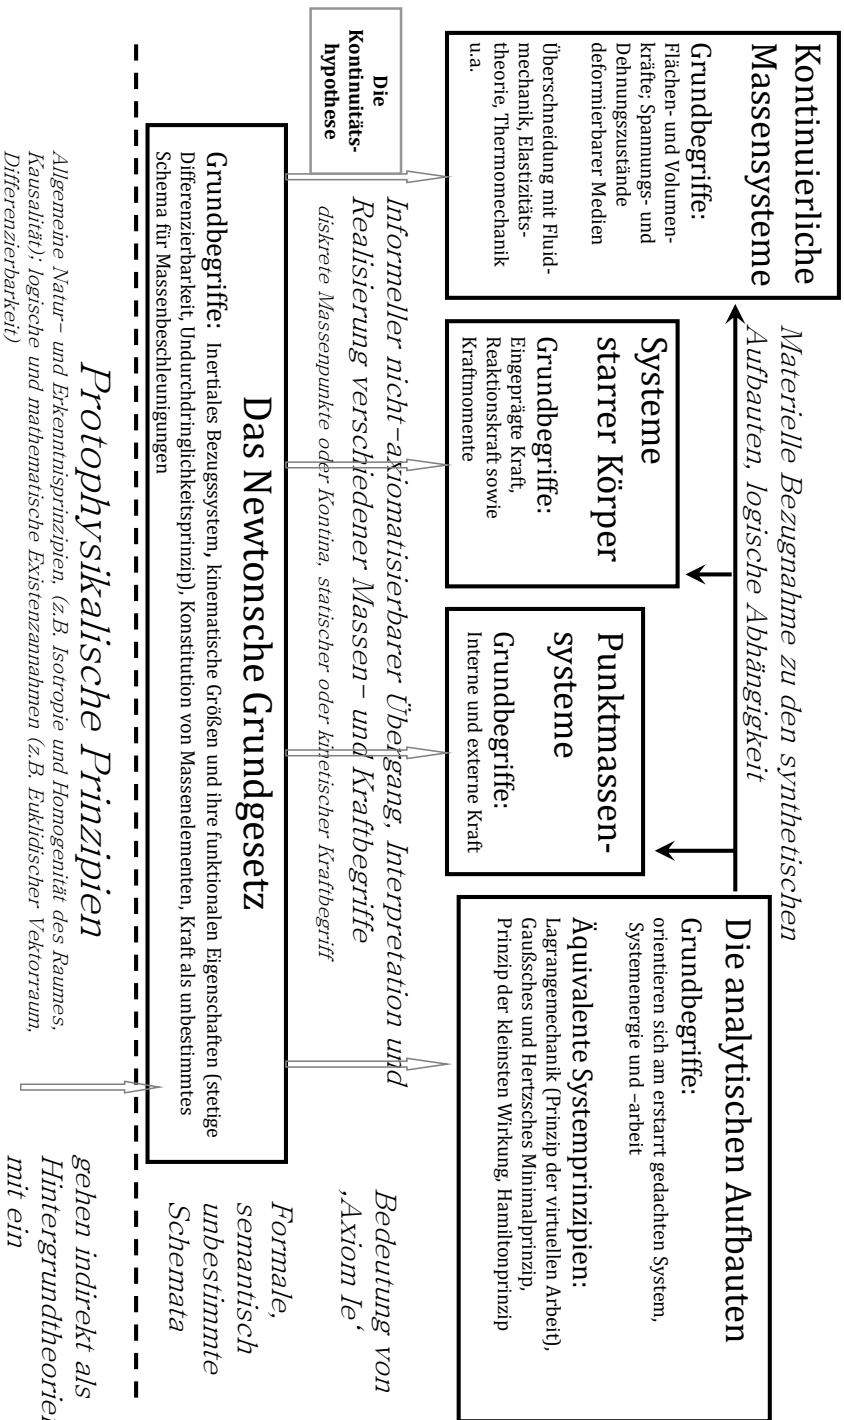 Kontinuierliche
Massensysteme
Grundbegriffe:
Flächen- und Volumen-
kräfte; Spannungs- und
Dehnungszustände
deformierbarer Medien
Überschneidung mit Fluid-
mechanik, Elastizitäts-
theorie, Thermomechanik
u.a.
Materielle Bezugnahme zu den synthetischen
Aufbauten, logische Abhängigkeit
Systeme
starrer Körper
Grundbegriffe:
Eingeprägte Kraft,
Reaktionskraft sowie
Kraftmomente
Punktmassen-
systeme
Grundbegriffe:
Interne und externe Kraft
Die analytischen Aufbauten
Grundbegriffe:
orientieren sich am erstarrt gedachten System,
Systemenergie und –arbeit
Äquivalente Systemprinzipien:
Lagrangemechanik (Prinzip der virtuellen Arbeit),
Gaußsches und Hertzsches Minimalprinzip,
Prinzip der kleinsten Wirkung, Hamiltonprinzip
Die
Kontinuitäts-
hypothese
Informeller nicht-axiomatisierbarer Übergang, Interpretation und
Realisierung verschiedener Massen- und Kraftbegriffe
diskrete Massenpunkte oder Kontina, statischer oder kinetischer Kraftbegriff
Bedeutung von
‚Axiom Ie‘
Das Newtonsche Grundgesetz
Grundbegriffe: Inertiales Bezugssystem, kinematische Größen und ihre funktionalen Eigenschaften (stetige
Differenzierbarkeit, Undurchdringlichkeitsprinzip), Konstitution von Massenelementen, Kraft als unbestimmtes
Schema für Massenbeschleunigungen
Formale,
semantisch
unbestimmte
Schemata
Protophysikalische Prinzipien
Allgemeine Natur- und Erkenntnisprinzipien, (z.B. Isotropie und Homogenität des Raumes,
Kausalität); logische und mathematische Existenzannahmen (z.B. Euklidischer Vektorraum,
Differenzierbarkeit)
gehen indirekt als
Hintergrundtheorien
mit ein